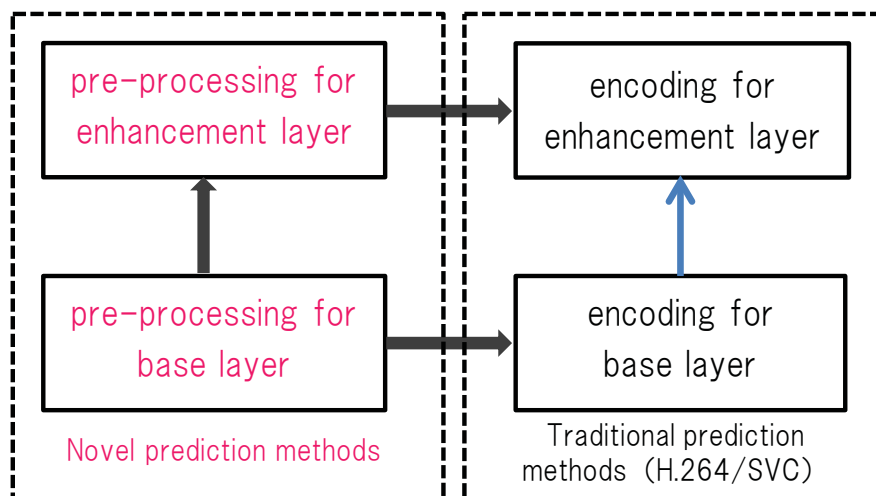 pre-processing for
enhancement layer
encoding for
enhancement layer
pre-processing for
base layer
encoding for
base layer
Novel prediction methods
Traditional prediction
methods (H.264/SVC)